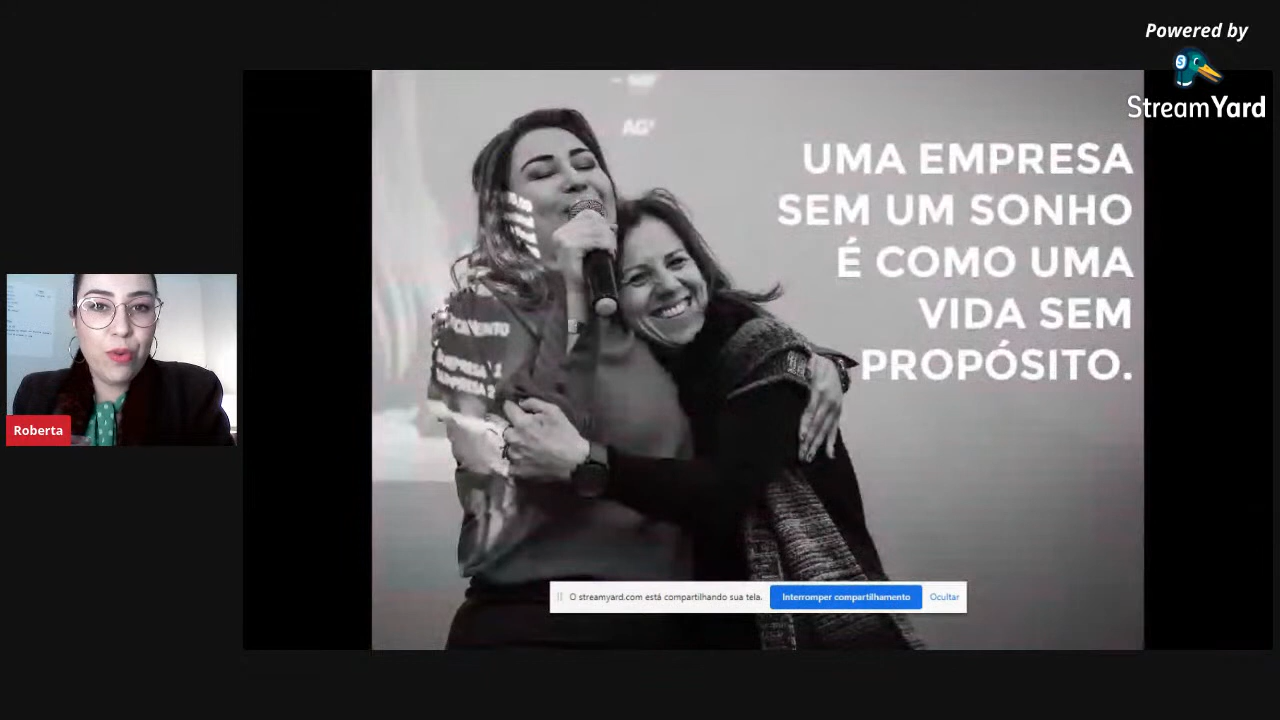 Powered by
StreamYard
UMA EMPRESA
SEM UM SONHO
É COMO UMA
VIDA SEM
PROPÓSITO.
Roberta
O streamyard.com está compartilhando sua tela. Interromper compartilhamento Ocultar